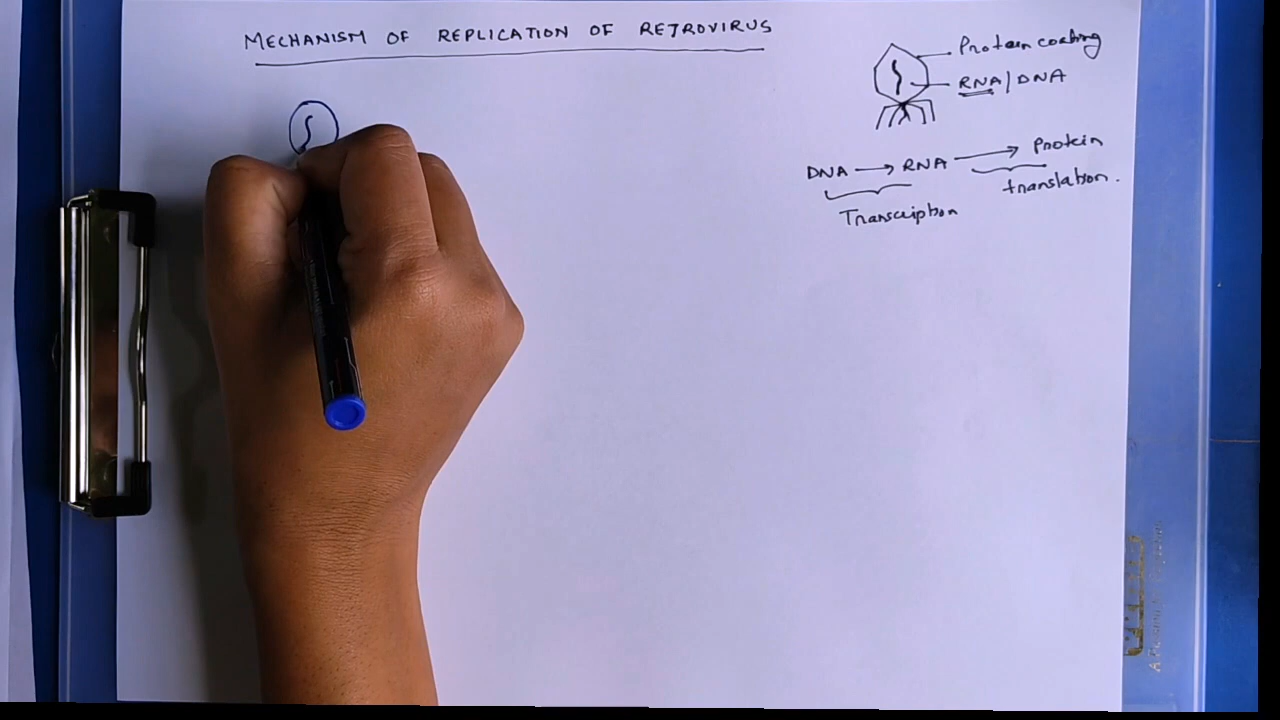 MECHANISM OF REPLICATION OF RETROVIRUS
Protein coating
RNA/DNA
DNA → RNA → Protein
Transcription
translation.